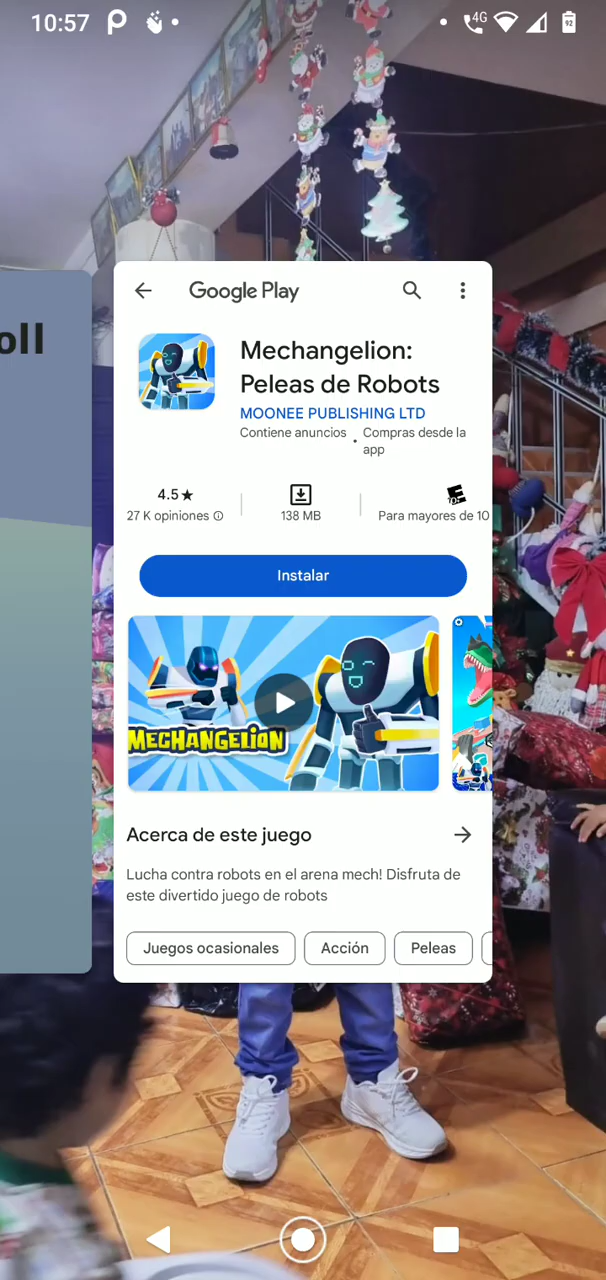 10:57
4G
92
oll
Google Play
Mechangelion:
Peleas de Robots
MOONEE PUBLISHING LTD
Contiene anuncios
Compras desde la
app
4.5★
27 K opiniones
138 MB
E
Para mayores de 10
Instalar
MECHANGELION
Acerca de este juego
Lucha contra robots en el arena mech! Disfruta de
este divertido juego de robots
Juegos ocasionales
Acción
Peleas